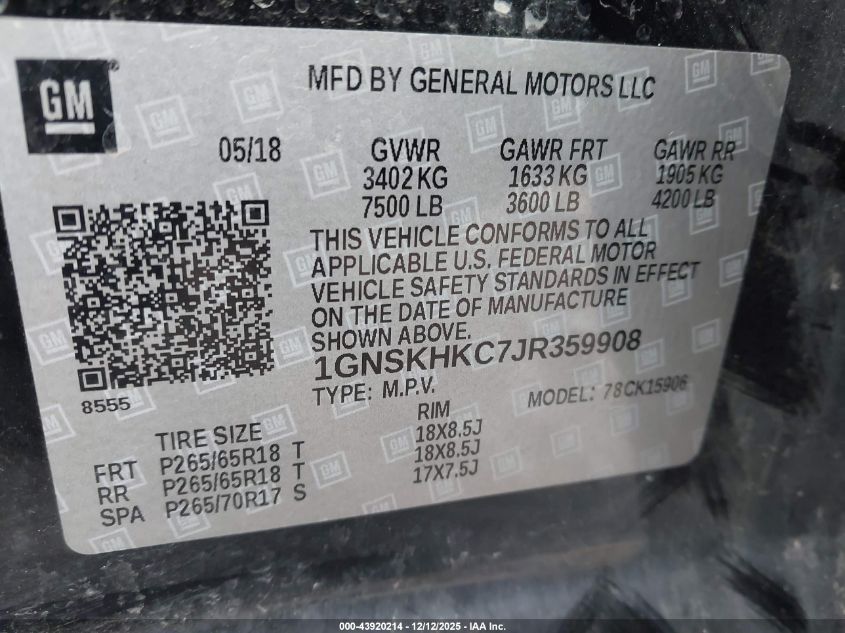 GM
MFD BY GENERAL MOTORS LLC
05/18 GVWR GAWR FRT GAWR RR
3402 KG 1633 KG 1905 KG
7500 LB 3600 LB 4200 LB
THIS VEHICLE CONFORMS TO ALL
APPLICABLE U.S. FEDERAL MOTOR
VEHICLE SAFETY STANDARDS IN EFFECT
ON THE DATE OF MANUFACTURE
SHOWN ABOVE.
1GNSKHKC7JR359908
8555
TYPE: M.P.V. MODEL: 78CK15906
TIRE SIZE RIM
FRT P265/65R18 T 18X8.5J
RR P265/65R18 T 18X8.5J
SPA P265/70R17 S 17X7.5J
000-43920214 - 12/12/2025 - IAA Inc.